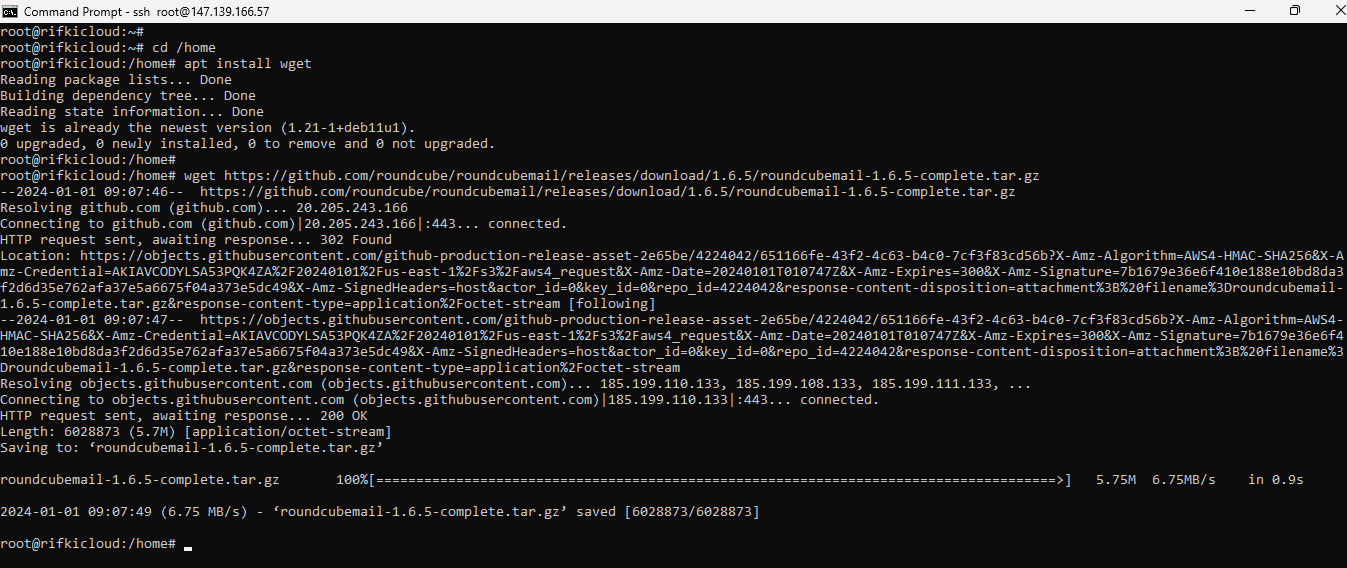 Command Prompt - ssh root@147.139.166.57
root@rifkicloud:~#
root@rifkicloud:~# cd /home
root@rifkicloud:/home# apt install wget
Reading package lists... Done
Building dependency tree... Done
Reading state information... Done
wget is already the newest version (1.21-1+deb11u1).
0 upgraded, 0 newly installed, 0 to remove and 0 not upgraded.
root@rifkicloud:/home#
root@rifkicloud:/home# wget https://github.com/roundcube/roundcubemail/releases/download/1.6.5/roundcubemail-1.6.5-complete.tar.gz
--2024-01-01 09:07:46--  https://github.com/roundcube/roundcubemail/releases/download/1.6.5/roundcubemail-1.6.5-complete.tar.gz
Resolving github.com (github.com)... 20.205.243.166
Connecting to github.com (github.com)|20.205.243.166|:443... connected.
HTTP request sent, awaiting response... 302 Found
Location: https://objects.githubusercontent.com/github-production-release-asset-2e65be/4224042/651166fe-43f2-4c63-b4c0-7cf3f83cd56b?X-Amz-Algorithm=AWS4-HMAC-SHA256&X-A
mz-Credential=AKIAVCODYLSA53PQK4ZA%2F20240101%2Fus-east-1%2Fs3%2Faws4_request&X-Amz-Date=20240101T010747Z&X-Amz-Expires=300&X-Amz-Signature=7b1679e36e6f410e188e10bd8da3
f2d6d35e762afa37e5a6675f04a373e5dc49&X-Amz-SignedHeaders=host&actor_id=0&key_id=0&repo_id=4224042&response-content-disposition=attachment%3B%20filename%3Droundcubemail-
1.6.5-complete.tar.gz&response-content-type=application%2Foctet-stream [following]
--2024-01-01 09:07:47--  https://objects.githubusercontent.com/github-production-release-asset-2e65be/4224042/651166fe-43f2-4c63-b4c0-7cf3f83cd56b?X-Amz-Algorithm=AWS4-
HMAC-SHA256&X-Amz-Credential=AKIAVCODYLSA53PQK4ZA%2F20240101%2Fus-east-1%2Fs3%2Faws4_request&X-Amz-Date=20240101T010747Z&X-Amz-Expires=300&X-Amz-Signature=7b1679e36e6f4
10e188e10bd8da3f2d6d35e762afa37e5a6675f04a373e5dc49&X-Amz-SignedHeaders=host&actor_id=0&key_id=0&repo_id=4224042&response-content-disposition=attachment%3B%20filename%3
Droundcubemail-1.6.5-complete.tar.gz&response-content-type=application%2Foctet-stream
Resolving objects.githubusercontent.com (objects.githubusercontent.com)... 185.199.110.133, 185.199.108.133, 185.199.111.133, ...
Connecting to objects.githubusercontent.com (objects.githubusercontent.com)|185.199.110.133|:443... connected.
HTTP request sent, awaiting response... 200 OK
Length: 6028873 (5.7M) [application/octet-stream]
Saving to: ‘roundcubemail-1.6.5-complete.tar.gz’
roundcubemail-1.6.5-complete.tar.gz       100%[=====================================================================================>]   5.75M  6.75MB/s    in 0.9s
2024-01-01 09:07:49 (6.75 MB/s) - ‘roundcubemail-1.6.5-complete.tar.gz’ saved [6028873/6028873]
root@rifkicloud:/home#